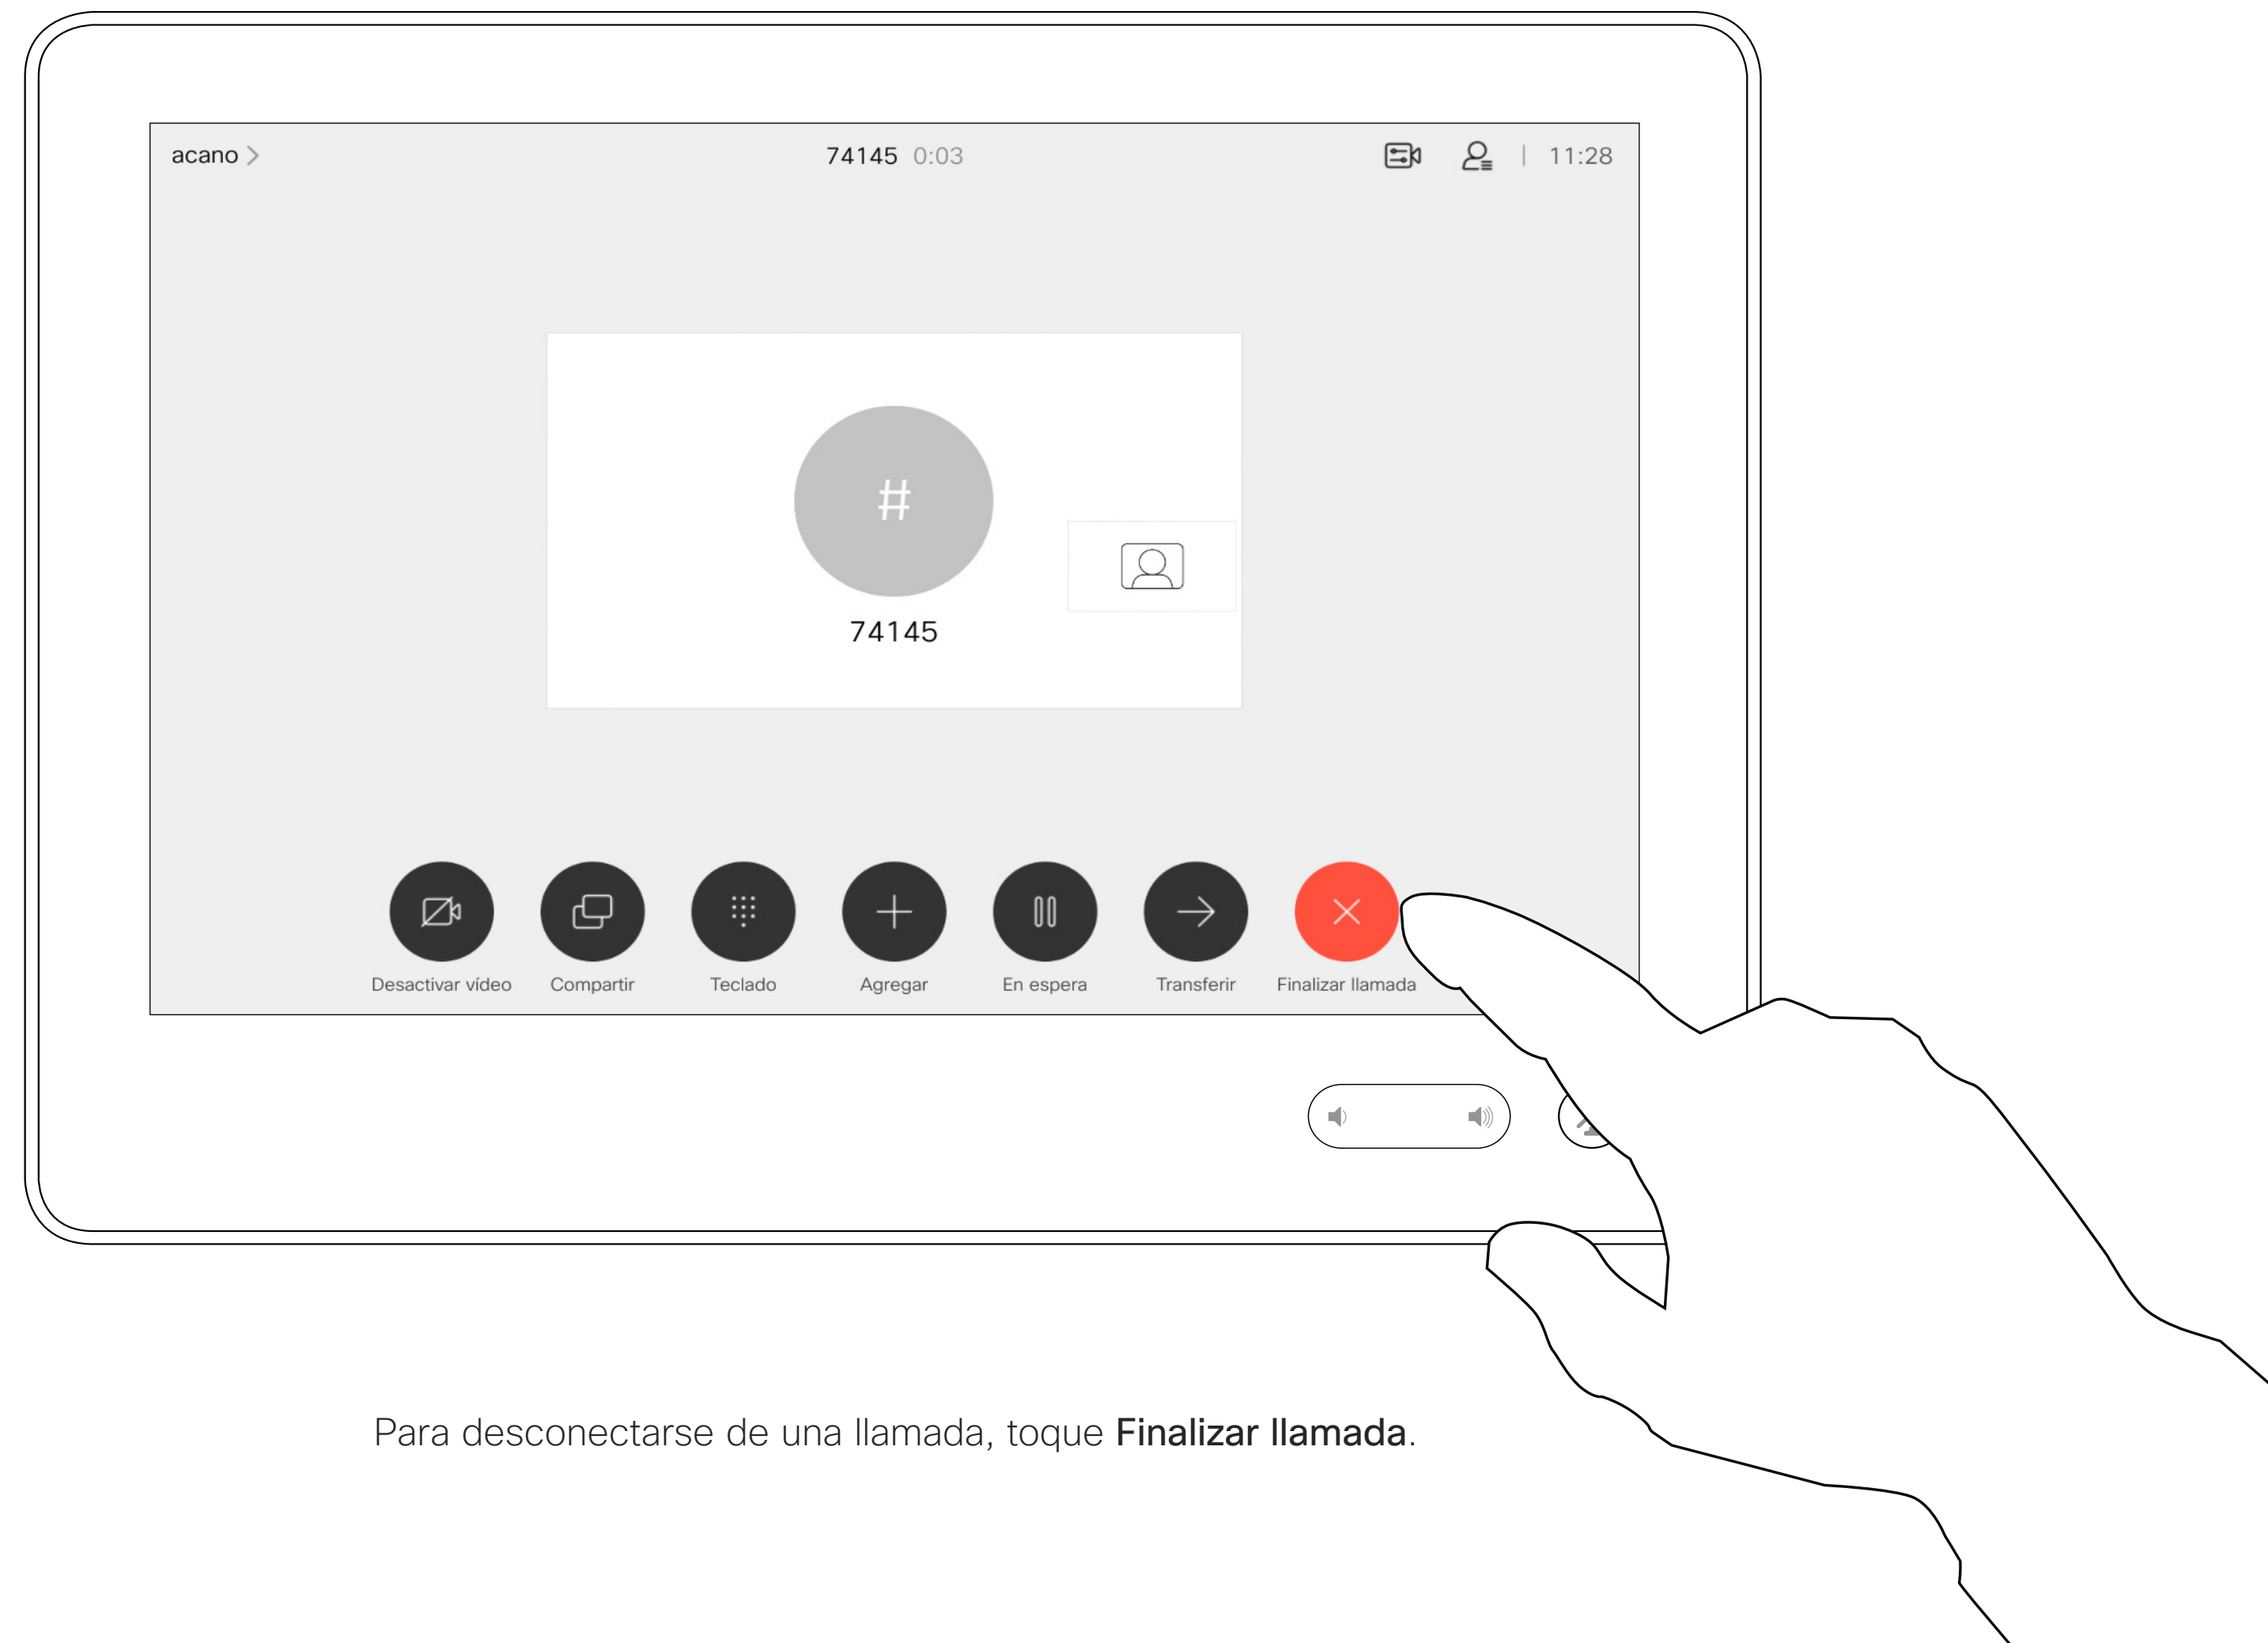 acano
74145 0:03
11:28
#
74145
Desactivar vídeo
Compartir
Teclado
Agregar
En espera
Transferir
Finalizar llamada
Para desconectarse de una llamada, toque Finalizar llamada.